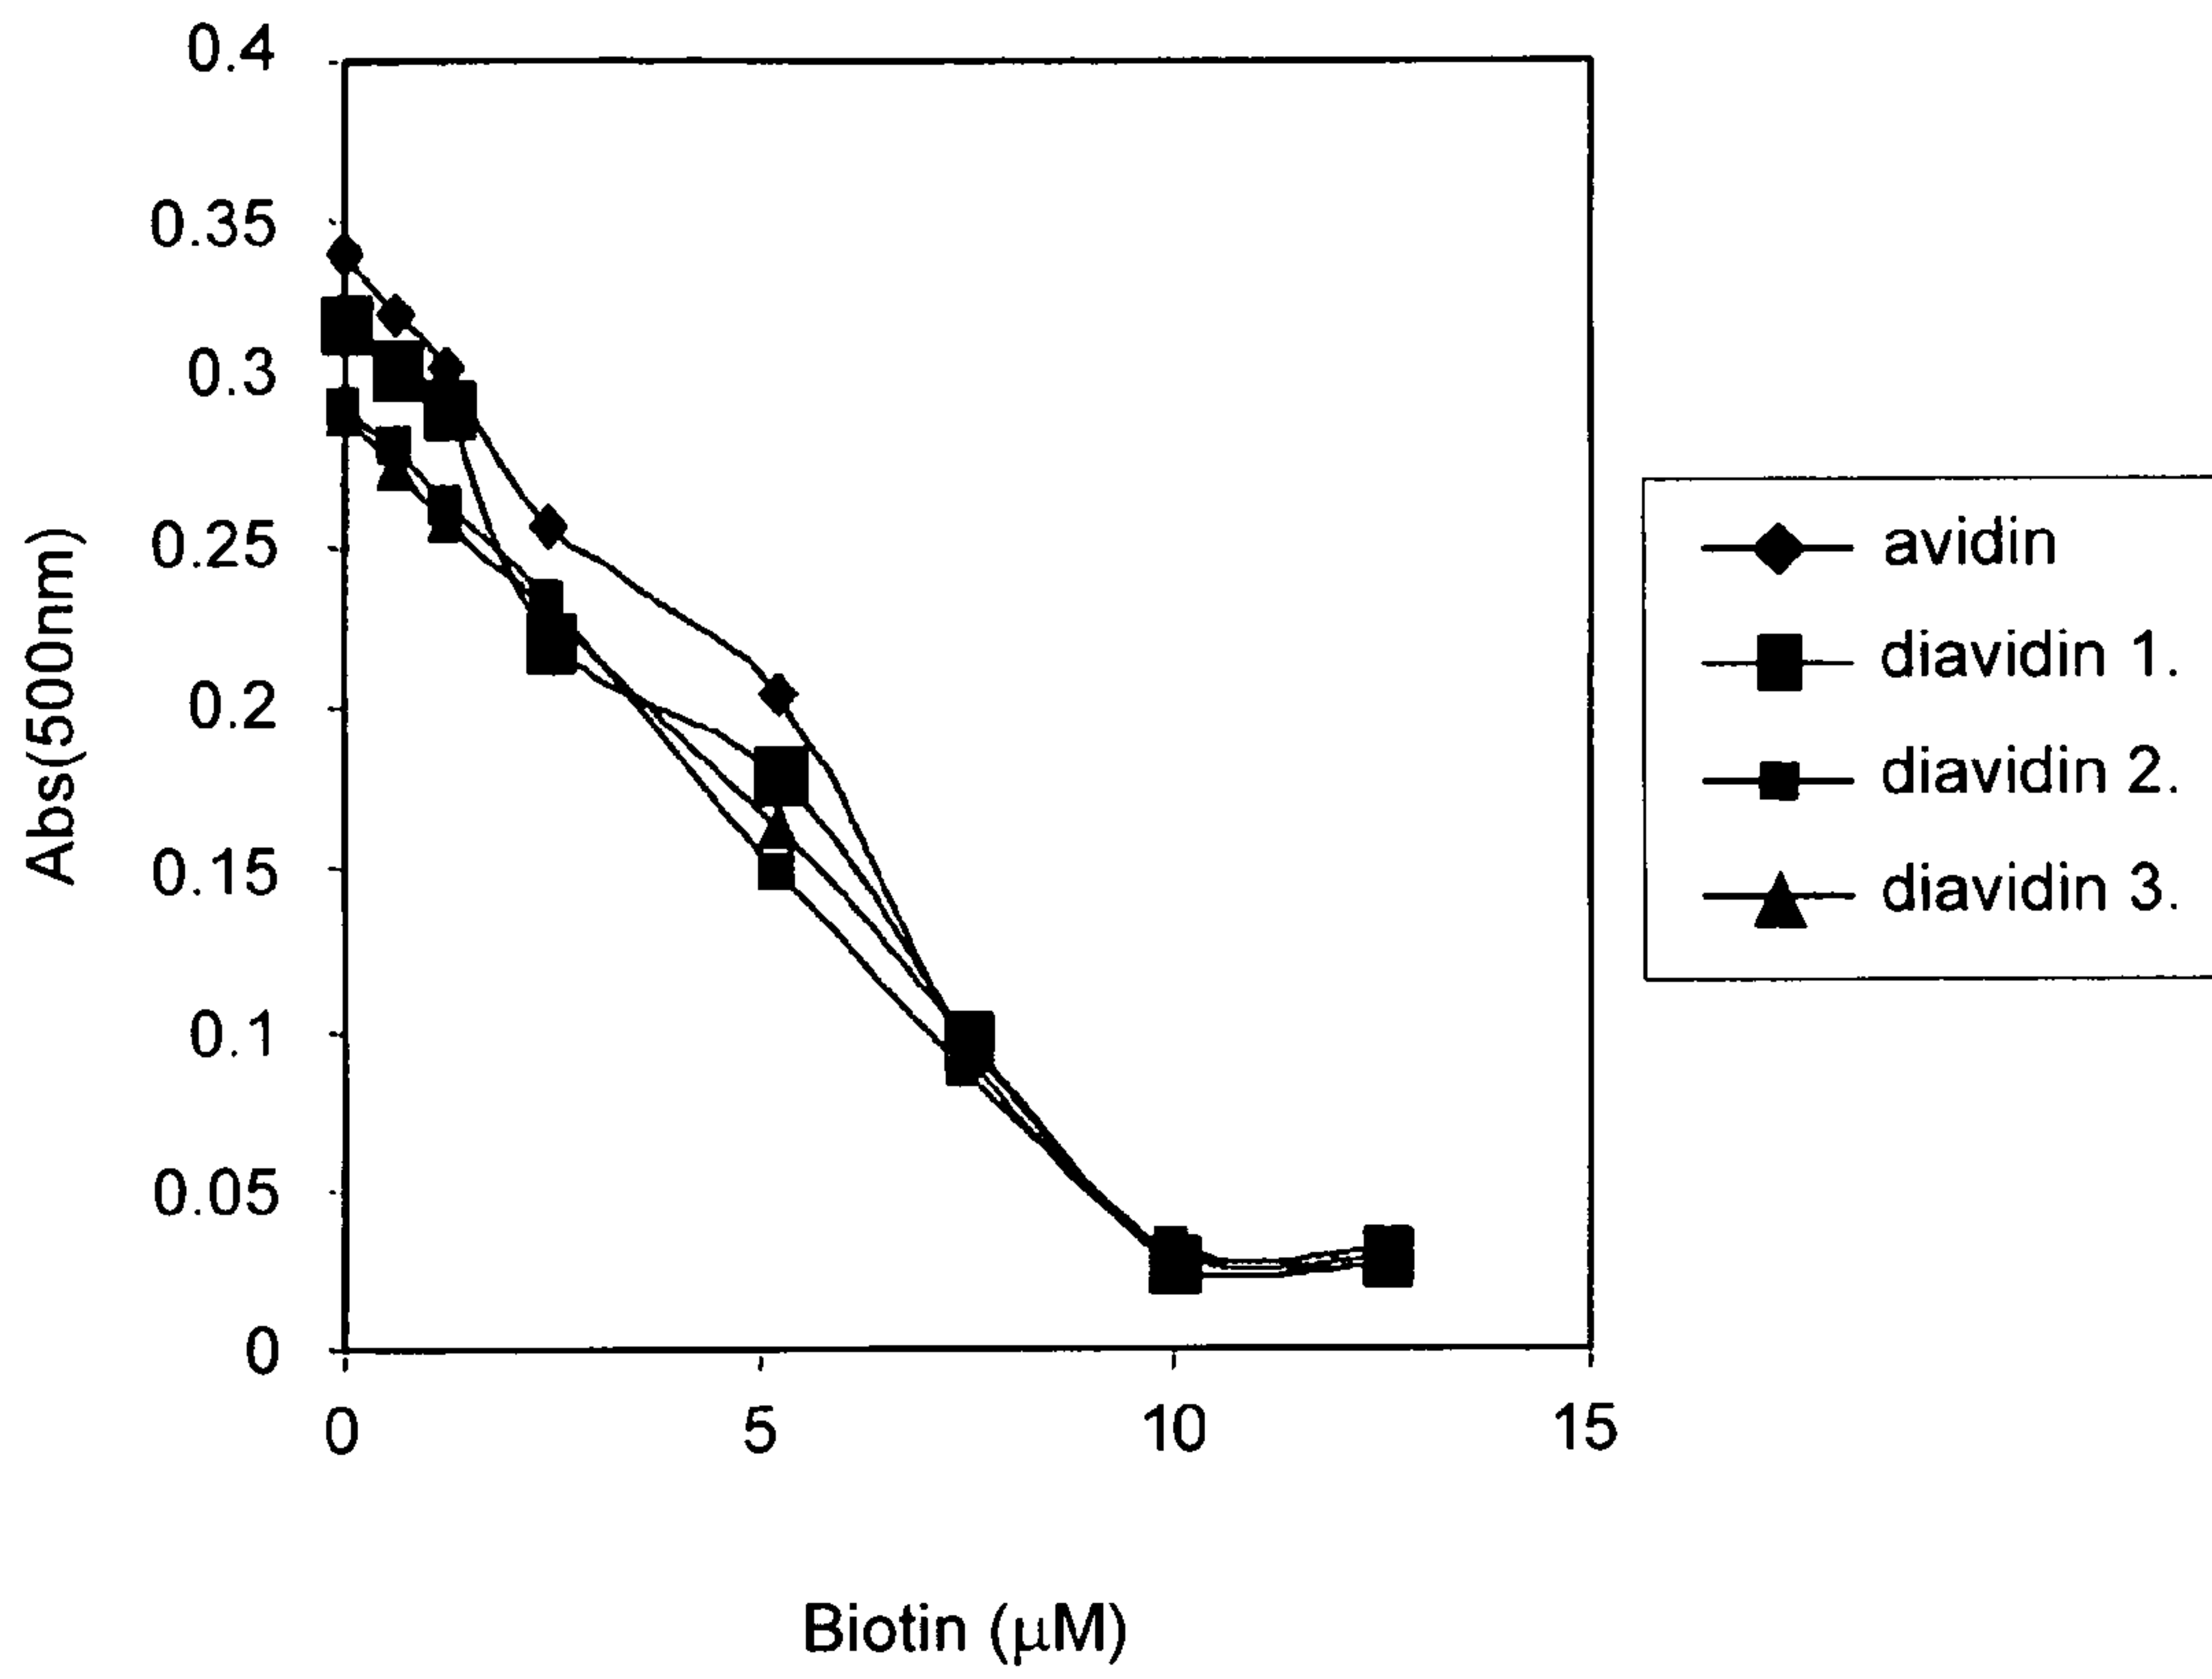 0.4
0.35
0.3
0.25
0.2
0.15
0.1
0.05
0
Abs(500nm)
0 5 10 15
Biotin (μM)
avidin
diavidin 1.
diavidin 2.
diavidin 3.